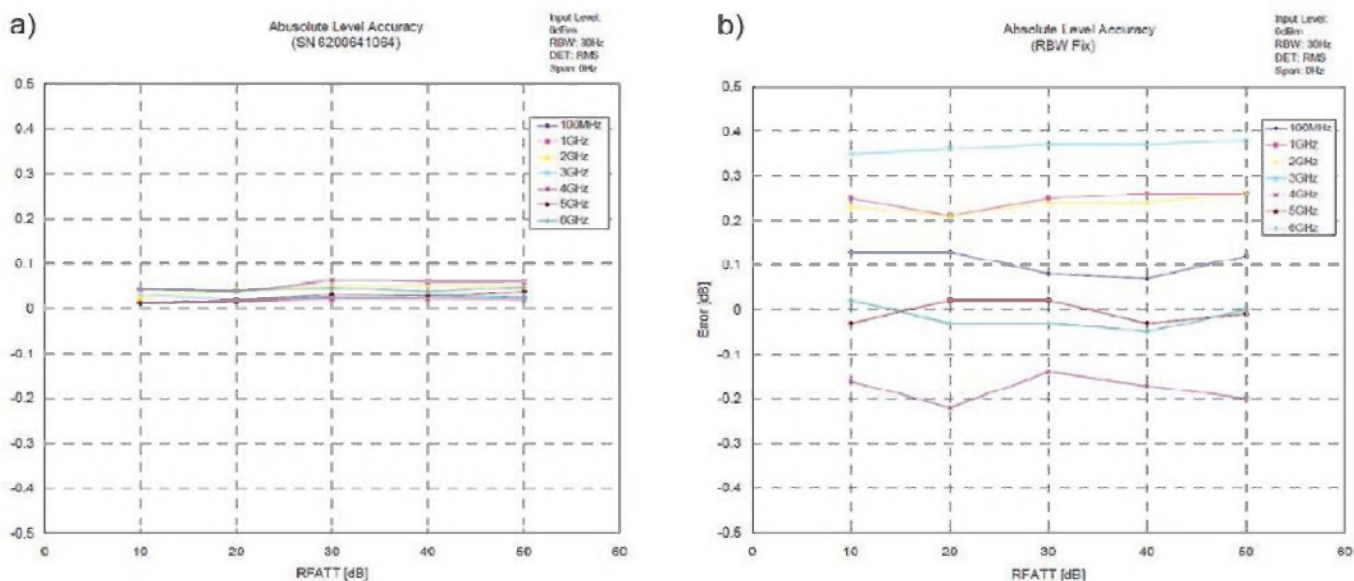 a)
Abusolute Level Accuracy
(SN 6200641064)
Input Level:
0dBm
RBW: 30Hz
DET: RMS
Span: 0Hz
0.5
0.4
0.3
0.2
0.1
0
-0.1
-0.2
-0.3
-0.4
-0.5
100MHz
1GHz
2GHz
3GHz
4GHz
5GHz
6GHz
0
10
20
30
40
50
60
RFATT [dB]
b)
Absolute Level Accuracy
(RBW Fix)
Input Level:
0dBm
RBW: 30Hz
DET: RMS
Span: 0Hz
Error [dB]
0.5
0.4
0.3
0.2
0.1
0
-0.1
-0.2
-0.3
-0.4
-0.5
100MHz
1GHz
2GHz
3GHz
4GHz
5GHz
6GHz
0
10
20
30
40
50
60
RFATT [dB]